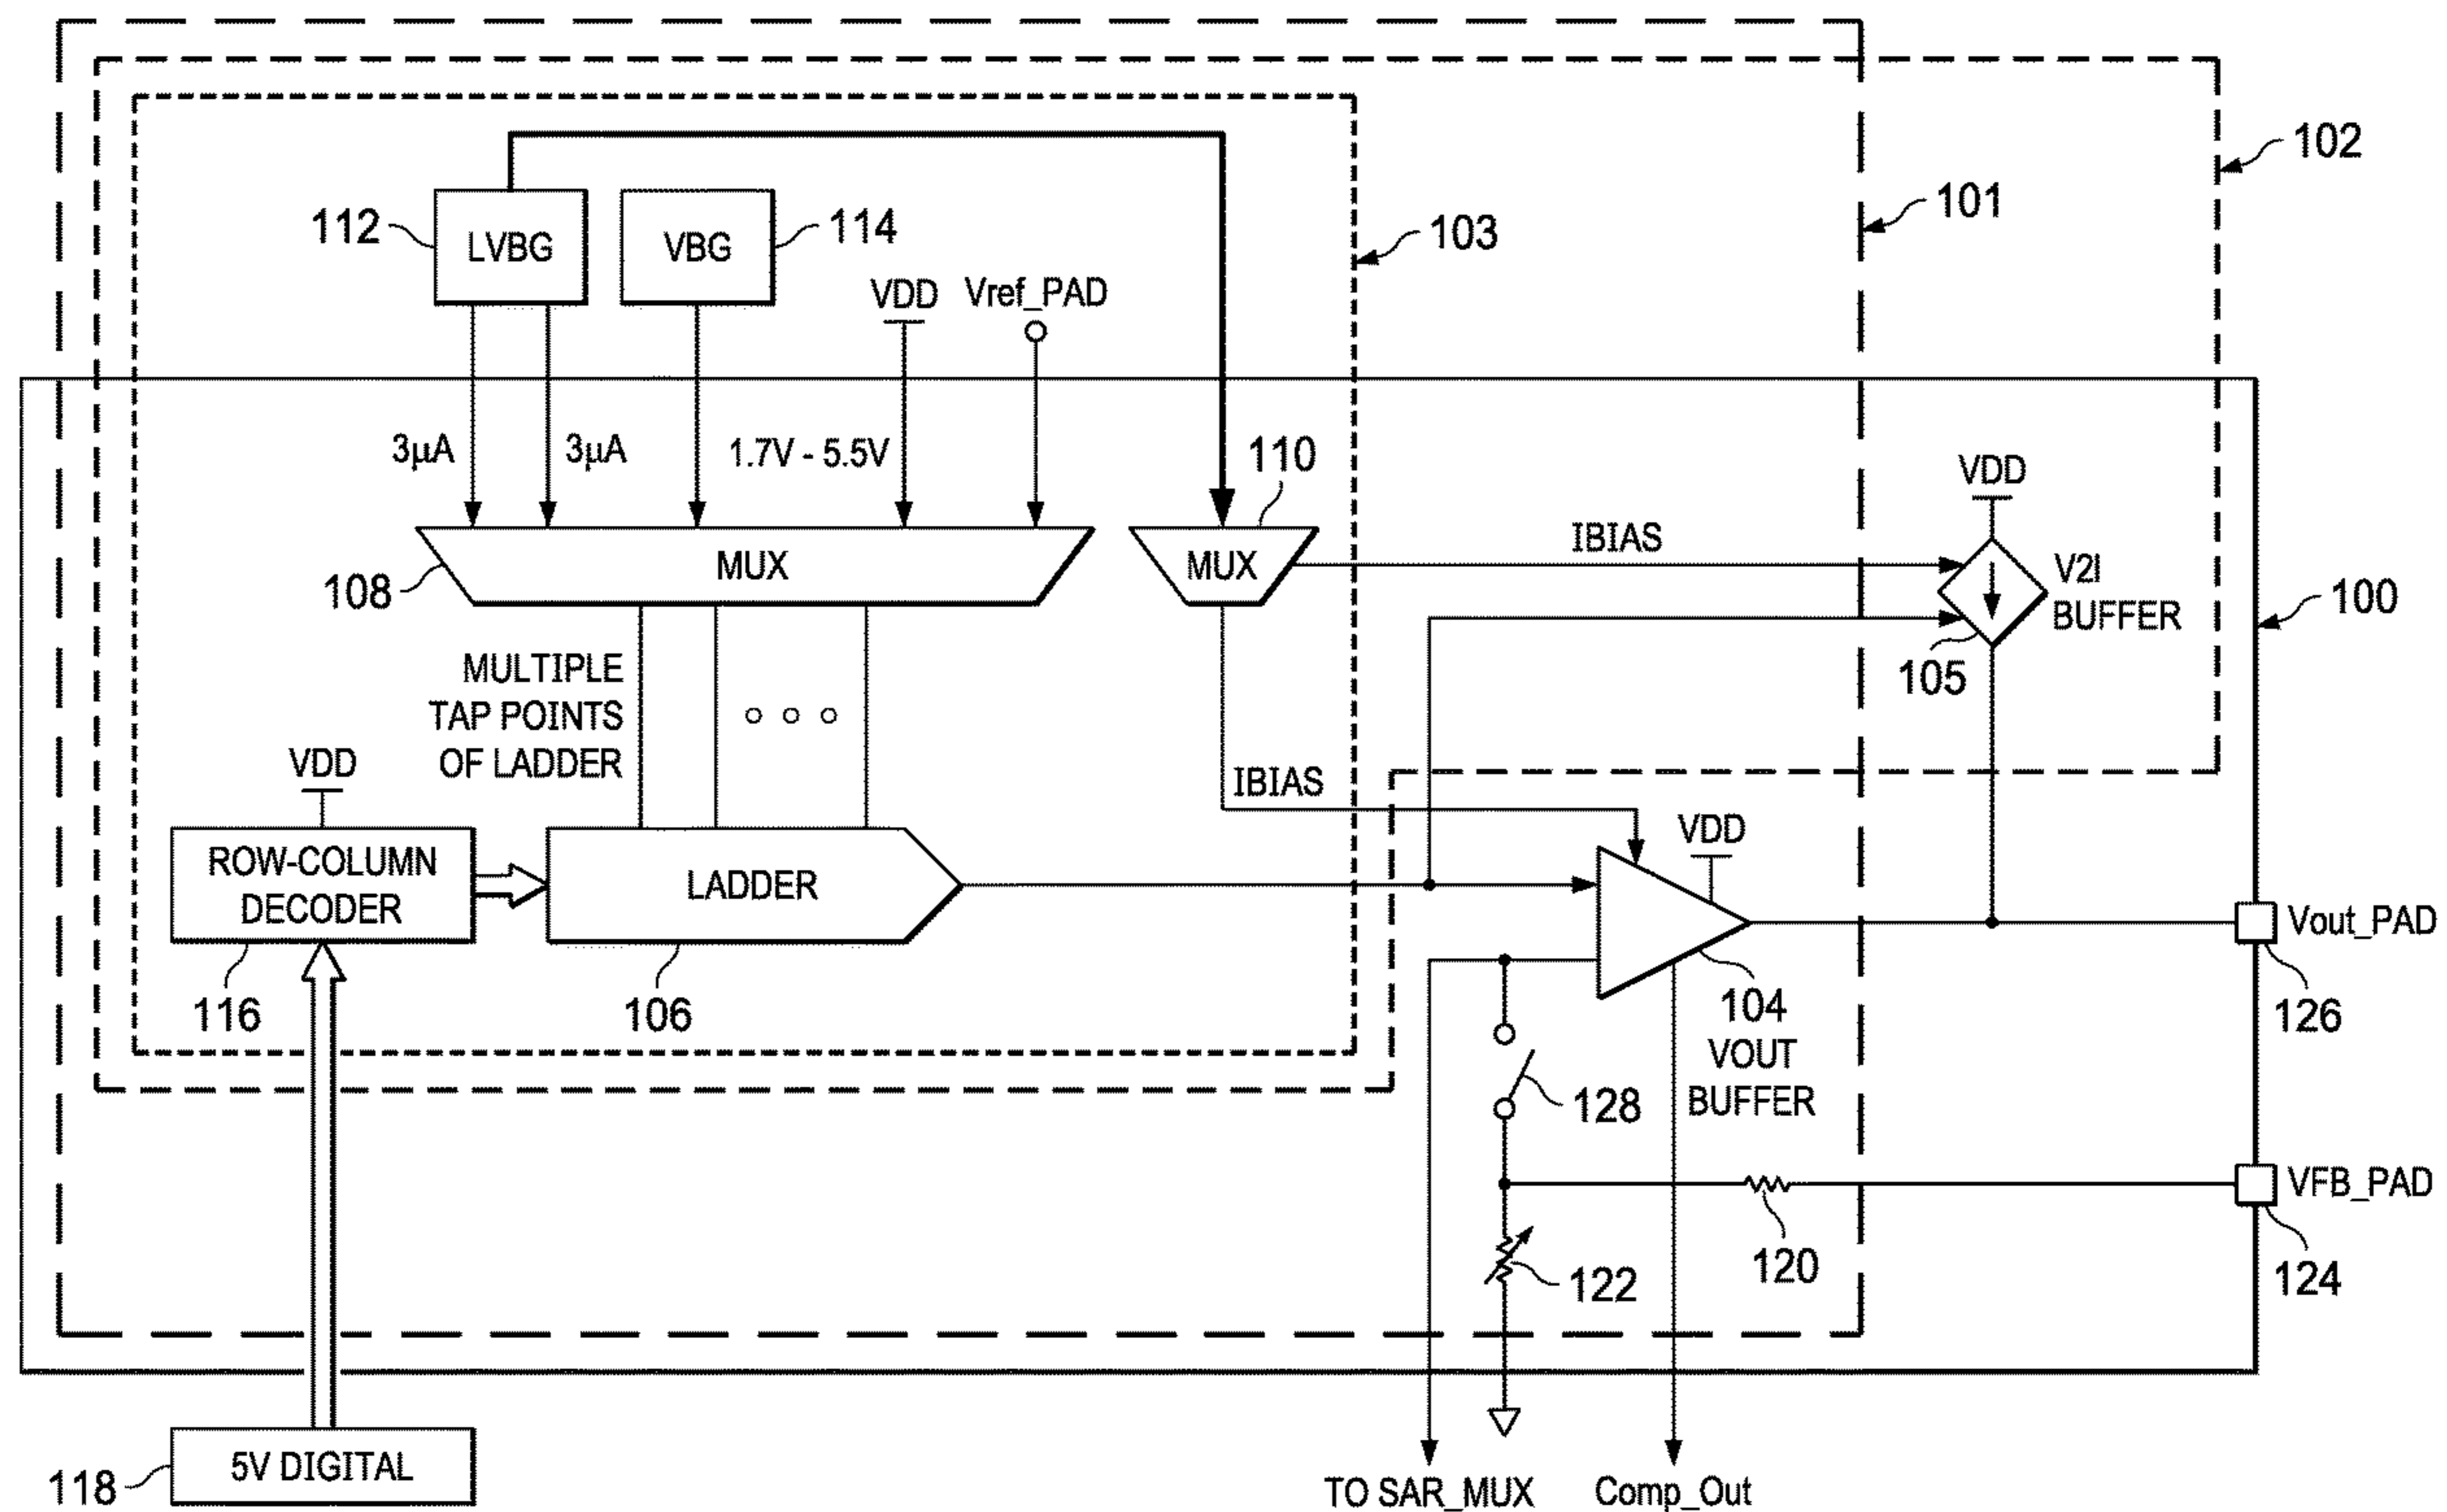 102
101
112
LVBG
VBG
114
103
VDD
Vref_PAD
3µA
3µA
1.7V - 5.5V
110
VDD
IBIAS
MUX
MUX
108
V2I
BUFFER
100
105
MULTIPLE
TAP POINTS
OF LADDER
VDD
IBIAS
VDD
ROW-COLUMN
DECODER
LADDER
Vout_PAD
116
106
104
VOUT
BUFFER
126
128
VFB_PAD
120
122
124
5V DIGITAL
118
TO SAR_MUX
Comp_Out